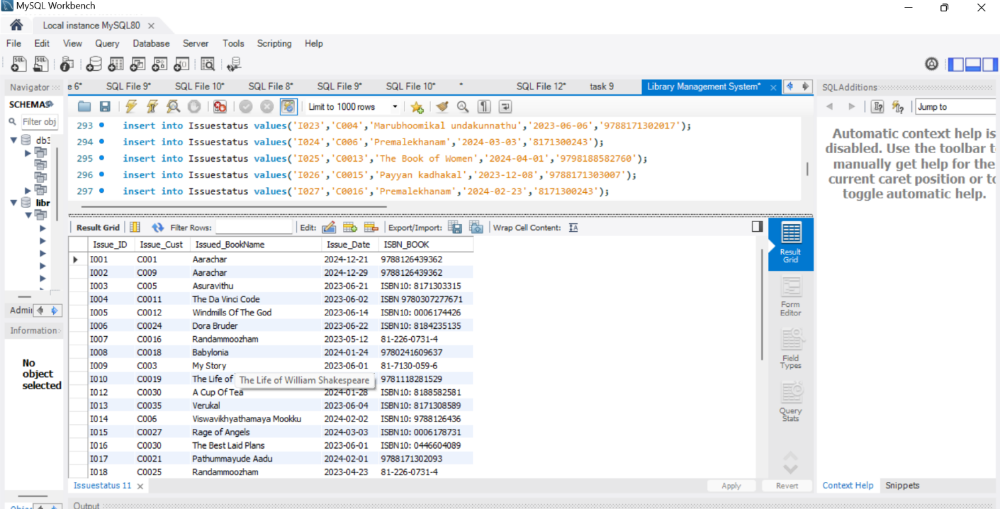 MySQL Workbench
Local instance MySQL80
File Edit View Query Database Server Tools Scripting Help
Navigator e 6* SQL File 9* SQL File 10* SQL File 8* SQL File 9* SQL File 10* * SQL File 12* task 9 Library Management System* SQLAdditions
SCHEMAS Limit to 1000 rows Jump to
Filter obj
293 insert into Issuestatus values('I023','C004','Marubhoomikal undakunnathu','2023-06-06','9788171302017');
294 insert into Issuestatus values('I024','C006','Premalekhanam','2024-03-03','8171300243');
295 insert into Issuestatus values('I025','C0013','The Book of Women','2024-04-01','9798188582760');
296 insert into Issuestatus values('I026','C0015','Payyan kadhakal','2023-12-08','9788171303007');
297 insert into Issuestatus values('I027','C0016','Premalekhanam','2024-02-23','8171300243');
db3
libr
Automatic context help is
disabled. Use the toolbar t
manually get help for the
current caret position or to
toggle automatic help.
Result Grid Filter Rows: Edit: Export/Import: Wrap Cell Content:
Issue_ID Issue_Cust Issued_BookName Issue_Date ISBN_BOOK
I001 C001 Aarachar 2024-12-21 9788126439362
I002 C009 Aarachar 2024-12-29 9788126439362
I003 C005 Asuravithu 2023-06-21 ISBN10: 8171303315
I004 C0011 The Da Vinci Code 2023-06-02 ISBN 9780307277671
I005 C0012 Windmills Of The God 2023-06-14 ISBN10: 0006174426
I006 C0024 Dora Bruder 2023-06-22 ISBN10: 8184235135
I007 C0016 Randammoozham 2023-05-12 81-226-0731-4
I008 C0018 Babylonia 2024-01-24 9780241609637
I009 C003 My Story 2023-06-01 81-7130-059-6
I010 C0019 The Life of The Life of William Shakespeare 9781118281529
I012 C0030 A Cup Of Tea 2024-01-28 ISBN10: 8188582581
I013 C0035 Verukal 2023-06-04 ISBN10: 8171308589
I014 C006 Viswavikhyathamaya Mookku 2024-02-02 ISBN10: 9788126436
I015 C0027 Rage of Angels 2024-03-03 ISBN10: 0006178731
I016 C0030 The Best Laid Plans 2023-06-01 ISBN10: 0446604089
I017 C0021 Pathummayude Aadu 2024-02-01 9788171302093
I018 C0025 Randammoozham 2023-04-23 81-226-0731-4
Result
Grid
Form
Editor
Field
Types
Query
Stats
Admii
Information
No
object
selected
Issuestatus 11 Apply Revert Context Help Snippets
Output